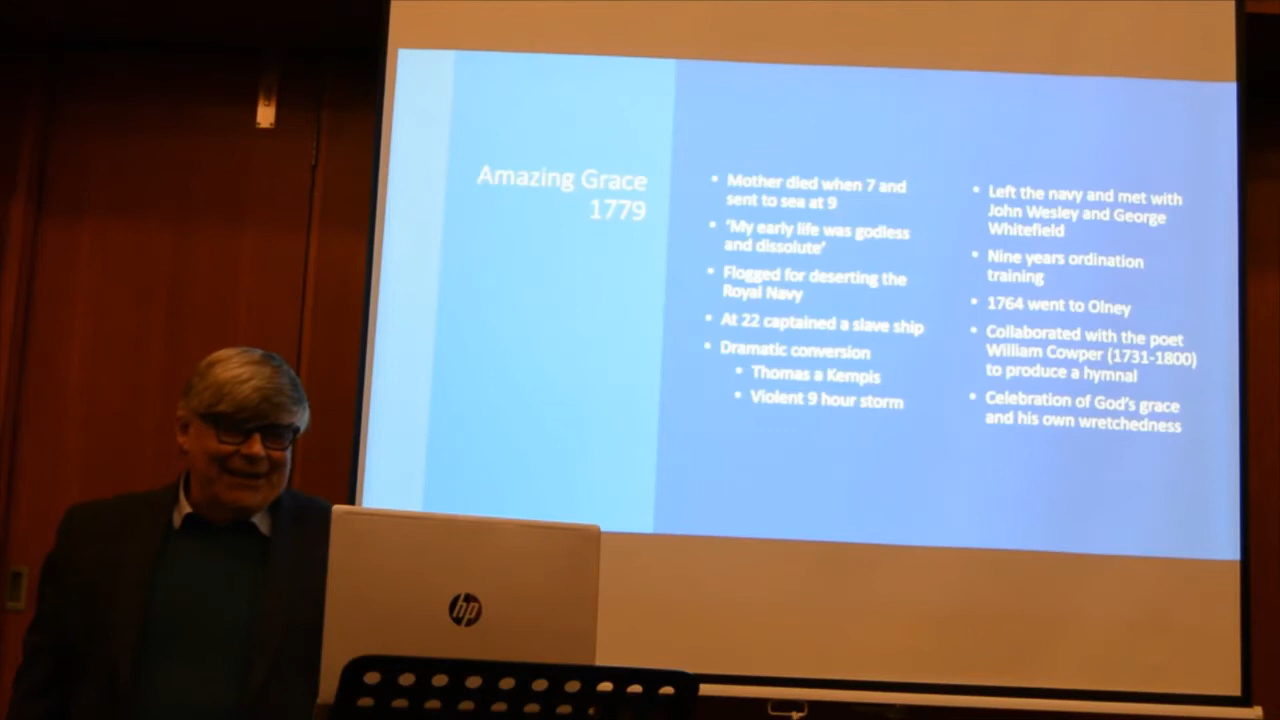 Amazing Grace
1779
• Mother died when 7 and
sent to sea at 9
• 'My early life was godless
and dissolute'
• Flogged for deserting the
Royal Navy
• At 22 captained a slave ship
• Dramatic conversion
• Thomas a Kempis
• Violent 9 hour storm
• Left the navy and met with
John Wesley and George
Whitefield
• Nine years ordination
training
• 1764 went to Olney
• Collaborated with the poet
William Cowper (1731-1800)
to produce a hymnal
• Celebration of God's grace
and his own wretchedness
hp